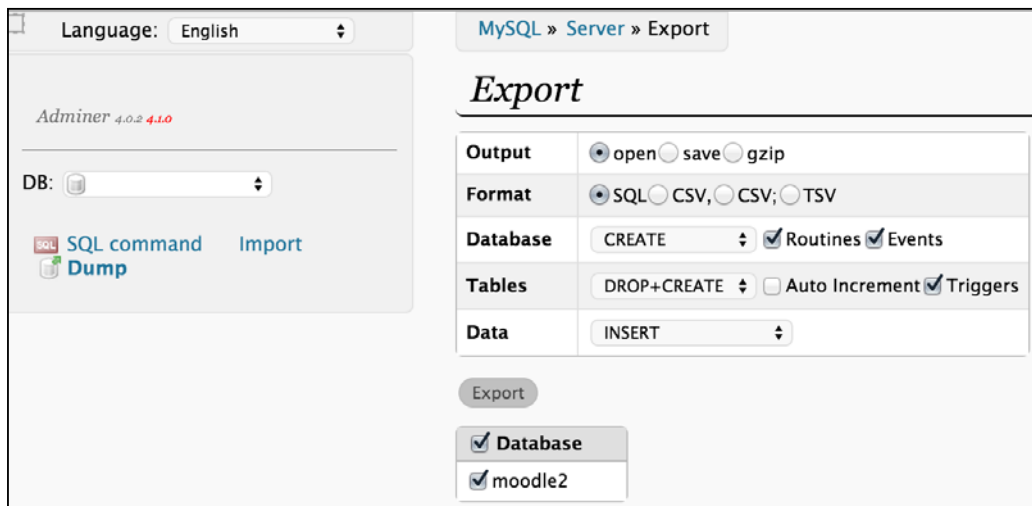 Language: English
Adminer 4.0.2 4.1.0
DB:
SQL SQL command Import
Dump
MySQL » Server » Export
Export
Output open save gzip
Format SQL CSV, CSV; TSV
Database CREATE Routines Events
Tables DROP+CREATE Auto Increment Triggers
Data INSERT
Export
Database
moodle2